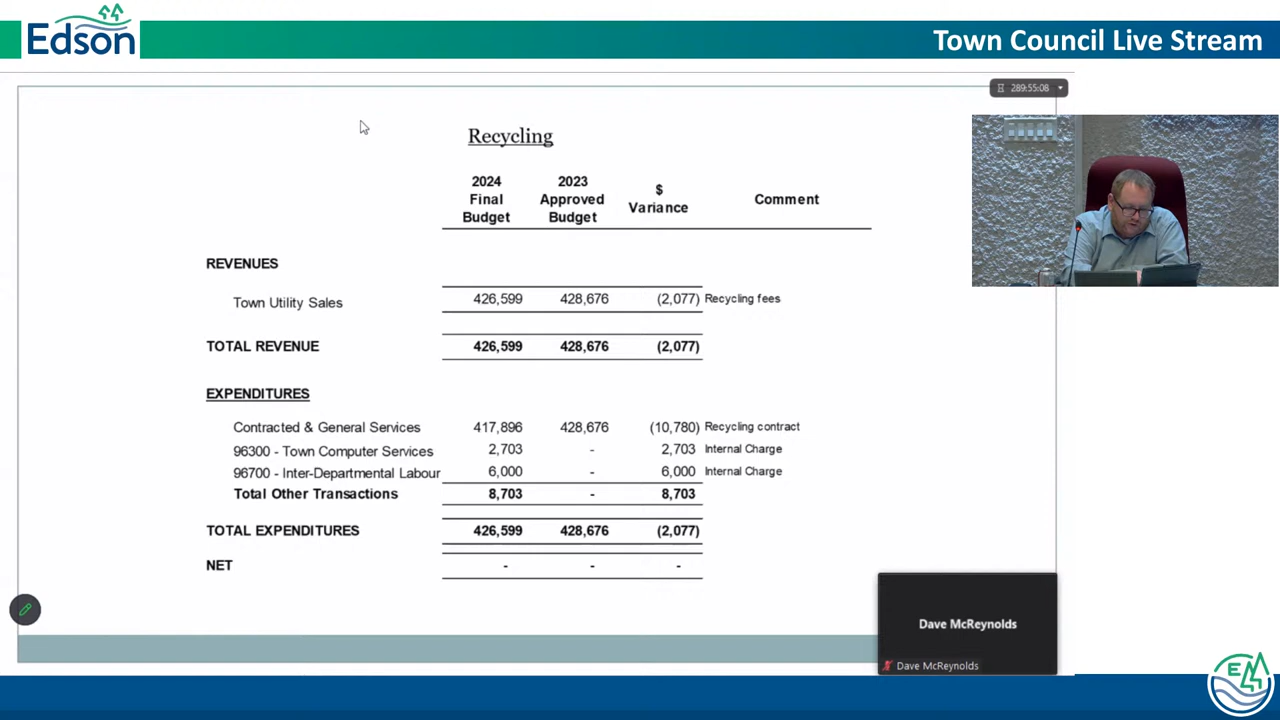 Edson
Town Council Live Stream
289:55:08
Recycling
2024 Final Budget
2023 Approved Budget
$ Variance
Comment
REVENUES
Town Utility Sales 426,599 428,676 (2,077) Recycling fees
TOTAL REVENUE 426,599 428,676 (2,077)
EXPENDITURES
Contracted & General Services 417,896 428,676 (10,780) Recycling contract
96300 - Town Computer Services 2,703 - 2,703 Internal Charge
96700 - Inter-Departmental Labour 6,000 - 6,000 Internal Charge
Total Other Transactions 8,703 - 8,703
TOTAL EXPENDITURES 426,599 428,676 (2,077)
NET - - -
Dave McReynolds
Dave McReynolds